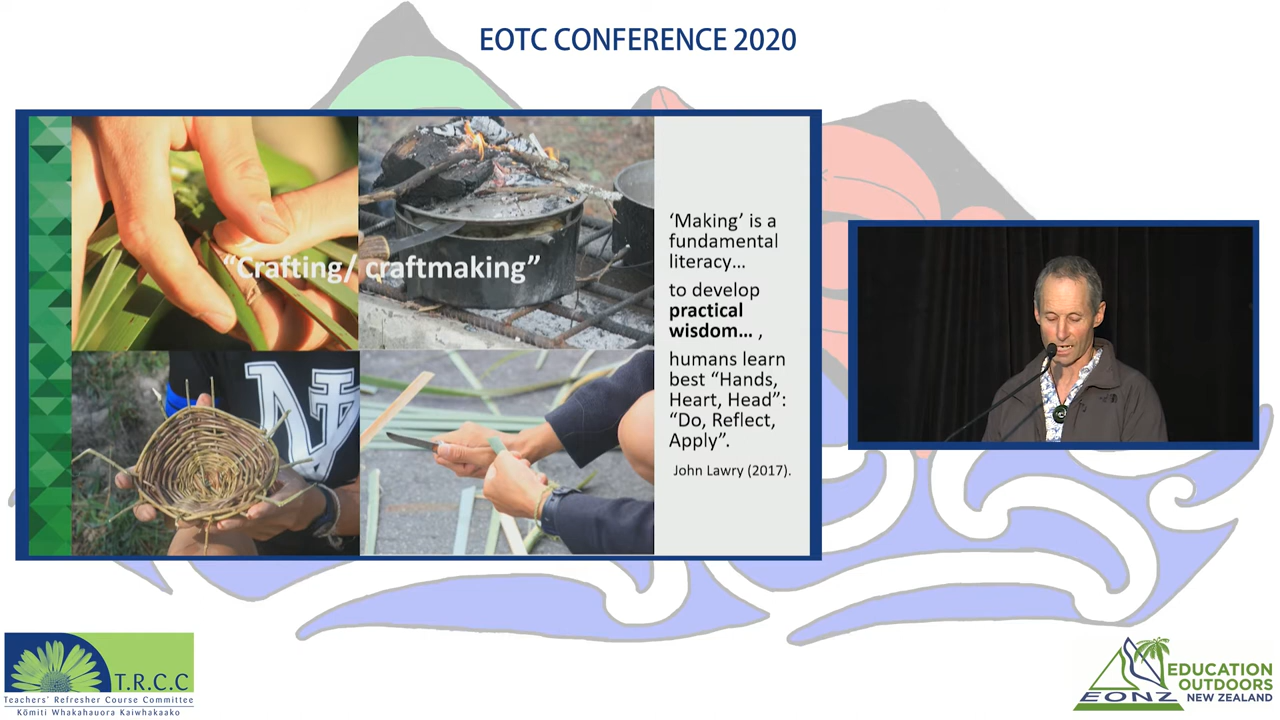 EOTC CONFERENCE 2020
“Crafting/ craftmaking”
‘Making’ is a
fundamental
literacy...
to develop
practical
wisdom... ,
humans learn
best “Hands,
Heart, Head”:
“Do, Reflect,
Apply”.
John Lawry (2017).
T.R.C.C
Teachers' Refresher Course Committee
Kōmiti Whakahauora Kaiwhakaako
EONZ
EDUCATION
OUTDOORS
NEW ZEALAND